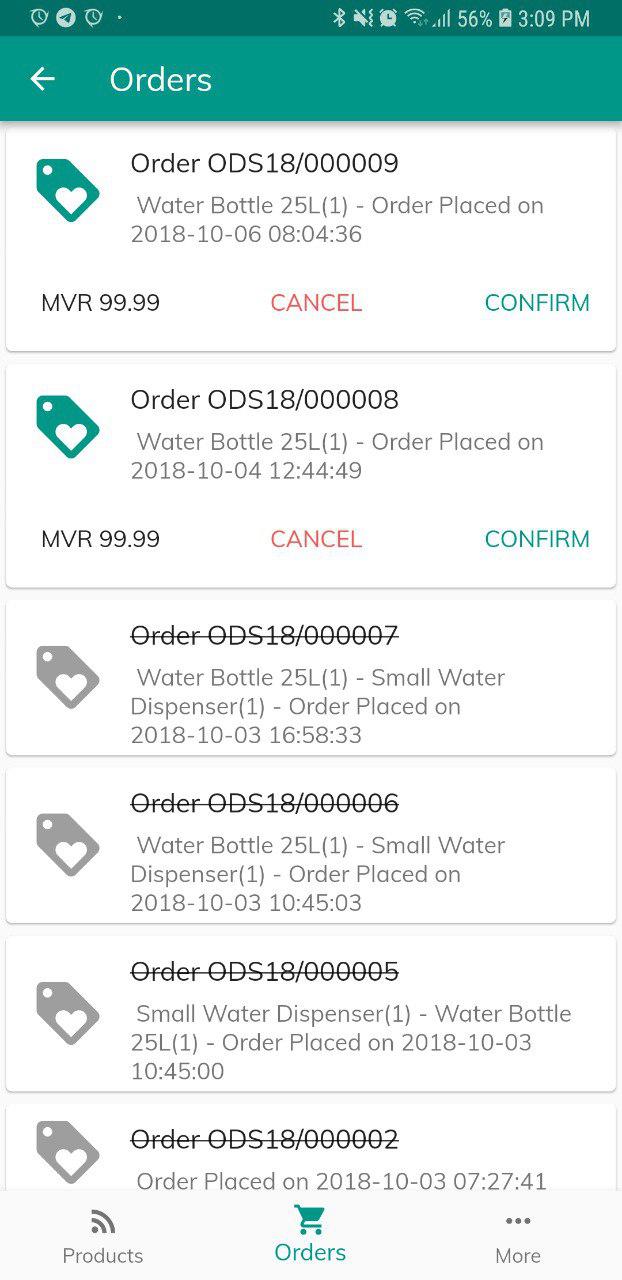 56% 3:09 PM
Orders
Order ODS18/000009
Water Bottle 25L(1) - Order Placed on
2018-10-06 08:04:36
MVR 99.99 CANCEL CONFIRM
Order ODS18/000008
Water Bottle 25L(1) - Order Placed on
2018-10-04 12:44:49
MVR 99.99 CANCEL CONFIRM
Order ODS18/000007
Water Bottle 25L(1) - Small Water
Dispenser(1) - Order Placed on
2018-10-03 16:58:33
Order ODS18/000006
Water Bottle 25L(1) - Small Water
Dispenser(1) - Order Placed on
2018-10-03 10:45:03
Order ODS18/000005
Small Water Dispenser(1) - Water Bottle
25L(1) - Order Placed on 2018-10-03
10:45:00
Order ODS18/000002
Order Placed on 2018-10-03 07:27:41
Products Orders More